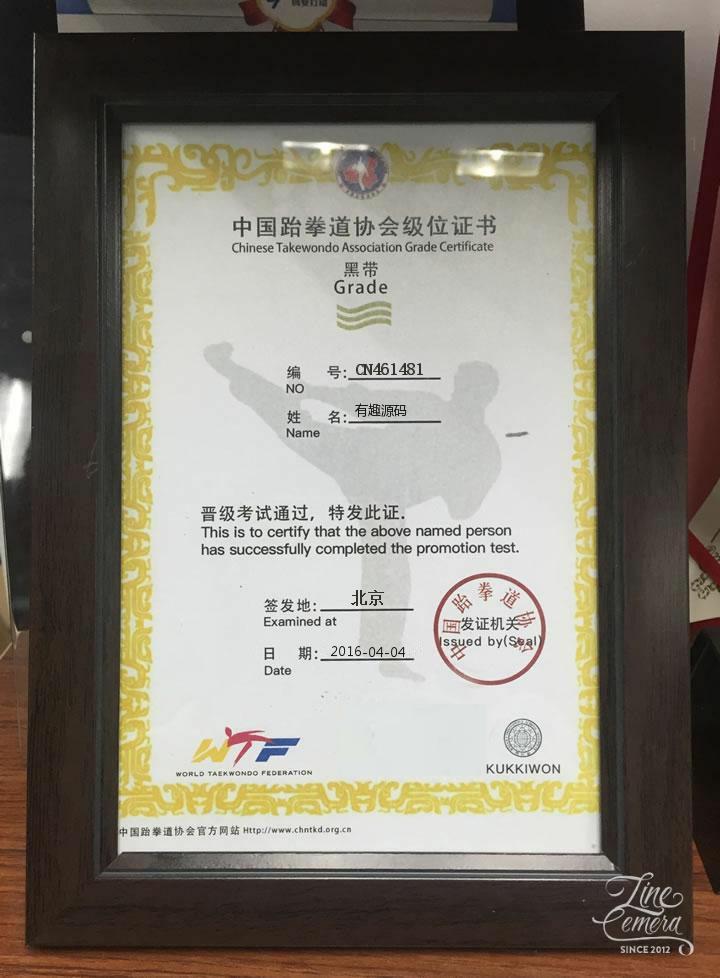 中国跆拳道协会级位证书
Chinese Takewondo Association Grade Certificate
黑带
Grade
编 号: CN461481
NO
姓 名: 有趣源码
Name
晋级考试通过, 特发此证.
This is to certify that the above named person
has successfully completed the promotion test.
签发地: 北京
Examined at
中国跆拳道协会
发证机关
Issued by(Seal)
日 期: 2016-04-04
Date
WTF
WORLD TAEKWONDO FEDERATION
KUKKIWON
中国跆拳道协会官方网站 Http://www.chntkd.org.cn
Line Camera
SINCE 2012